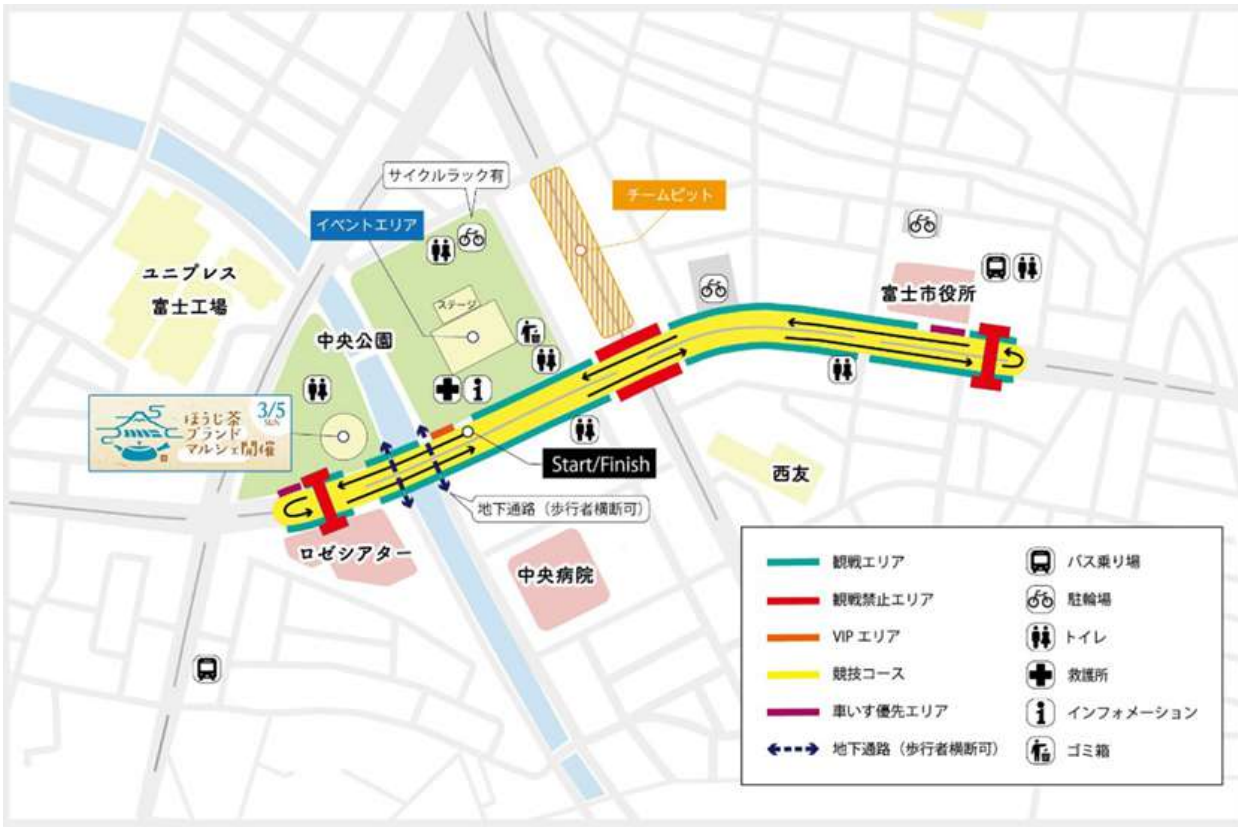 サイクルラック有
チームピット
イベントエリア
ユニプレス
富士工場
ステージ
富士市役所
中央公園
3/5
SUN
ほうじ茶
ブランド
マルシェ開催
Start/Finish
西友
地下通路（歩行者横断可）
ロゼシアター
中央病院
観戦エリア
観戦禁止エリア
VIP エリア
競技コース
車いす優先エリア
地下通路（歩行者横断可）
バス乗り場
駐輪場
トイレ
救護所
インフォメーション
ゴミ箱